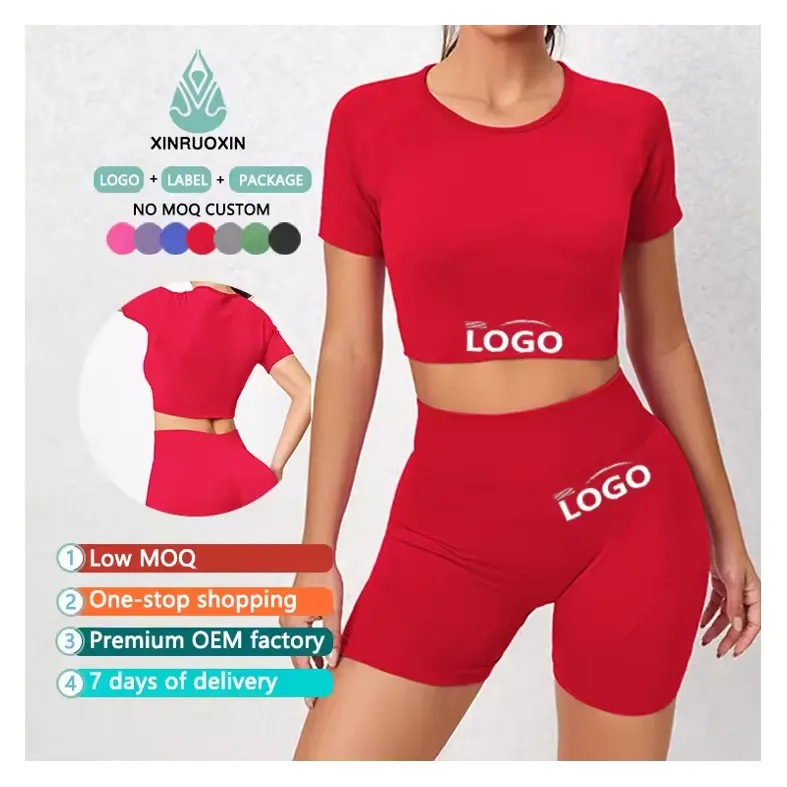 XINRUOXIN
LOGO + LABEL + PACKAGE
NO MOQ CUSTOM
LOGO
LOGO
1 Low MOQ
2 One-stop shopping
3 Premium OEM factory
4 7 days of delivery